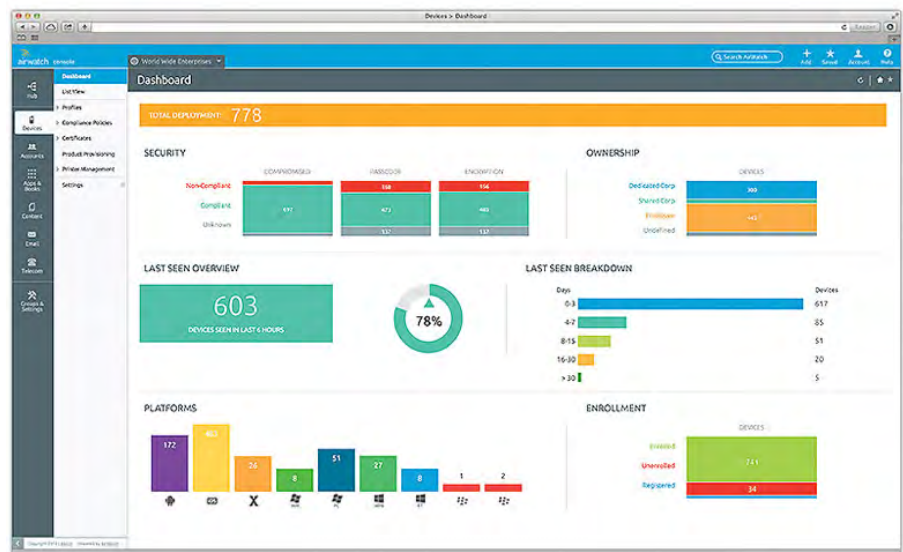 Devices > Dashboard
Reader
airwatch console
World Wide Enterprises
Search AirWatch
Add
Saved
Account
Help
Dashboard
List View
Profiles
Compliance Policies
Certificates
Product Provisioning
Printer Management
Settings
Hub
Devices
Accounts
Apps & Books
Content
Email
Telecom
Groups & Settings
Dashboard
TOTAL DEPLOYMENT: 778
SECURITY
COMPROMISED
PASSCODE
ENCRYPTION
Non-Compliant
Compliant
Unknown
137
137
OWNERSHIP
DEVICES
Dedicated Corp
Shared Corp
Employee
Undefined
LAST SEEN OVERVIEW
603
DEVICES SEEN IN LAST 6 HOURS
78%
LAST SEEN BREAKDOWN
Days
Devices
0-3
617
4-7
85
8-15
51
16-30
20
> 30
5
PLATFORMS
172
26
8
51
27
8
1
2
ENROLLMENT
DEVICES
Enrolled
Unenrolled
Registered
741
34